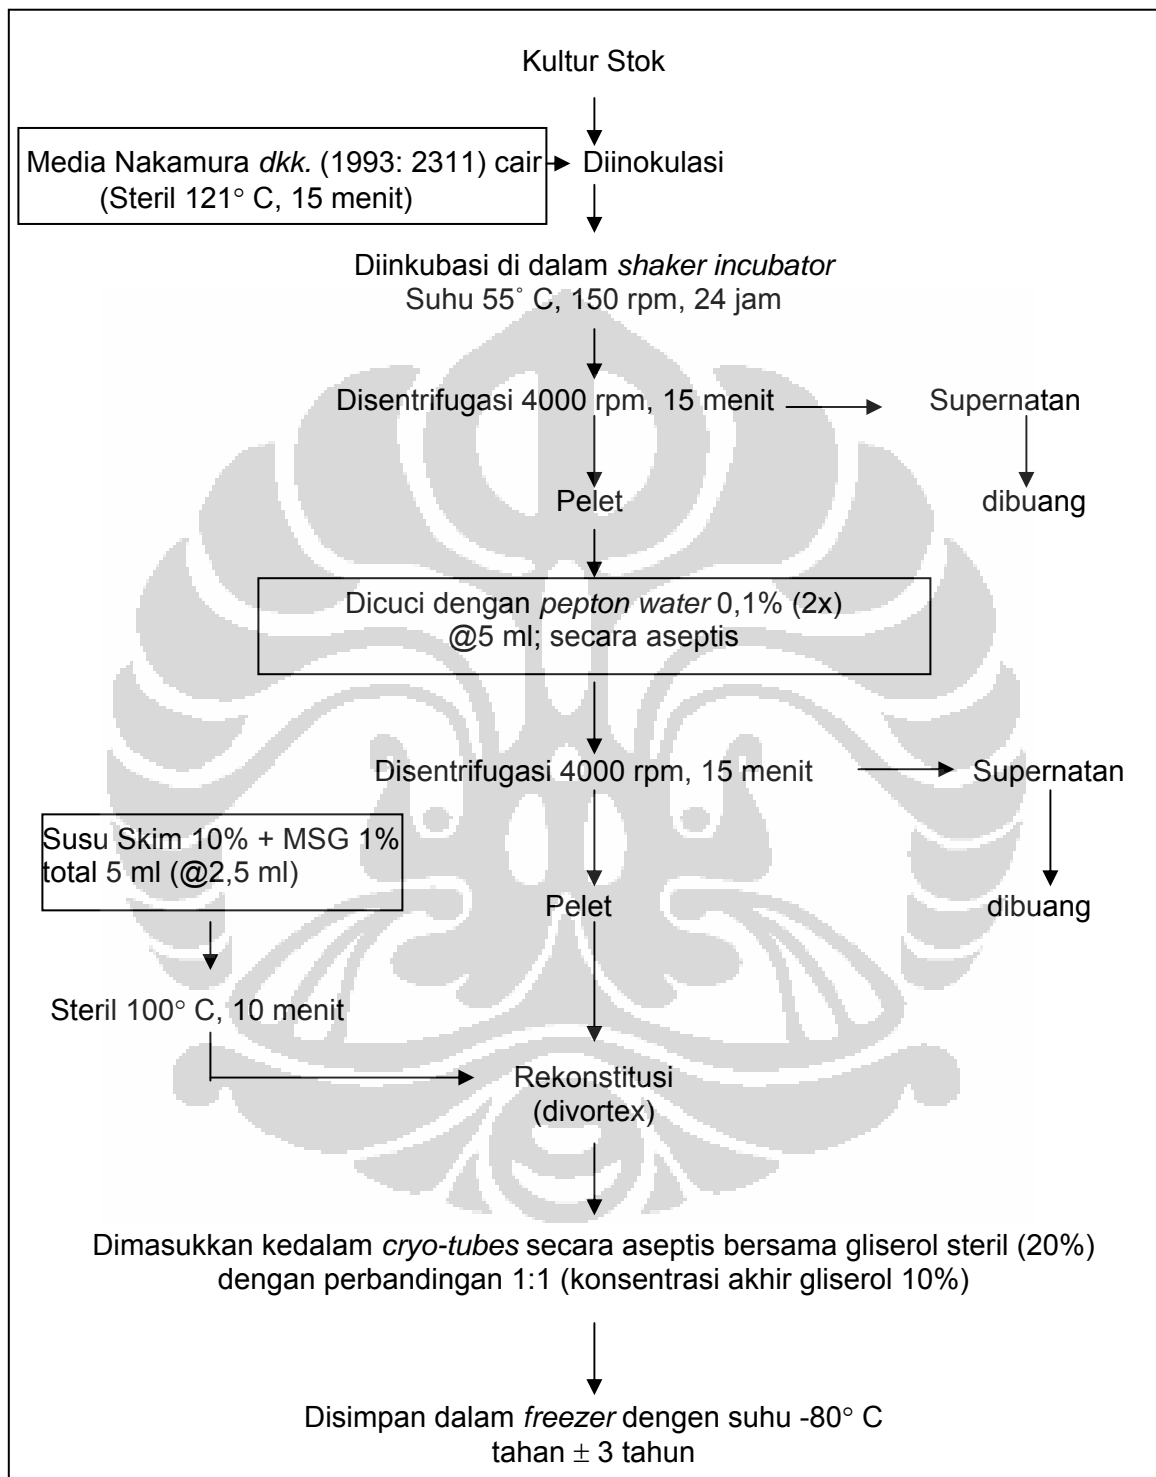 Kultur Stok
Media Nakamura dkk. (1993: 2311) cair
(Steril 121° C, 15 menit)
Diinokulasi
Diinkubasi di dalam shaker incubator
Suhu 55° C, 150 rpm, 24 jam
Disentrifugasi 4000 rpm, 15 menit
Supernatan
Pelet
dibuang
Dicuci dengan pepton water 0,1% (2x)
@5 ml; secara aseptis
Disentrifugasi 4000 rpm, 15 menit
Supernatan
Susu Skim 10% + MSG 1%
total 5 ml (@2,5 ml)
Pelet
dibuang
Steril 100° C, 10 menit
Rekonstitusi
(divortex)
Dimasukkan kedalam cryo-tubes secara aseptis bersama gliserol steril (20%)
dengan perbandingan 1:1 (konsentrasi akhir gliserol 10%)
Disimpan dalam freezer dengen suhu -80° C
tahan ± 3 tahun